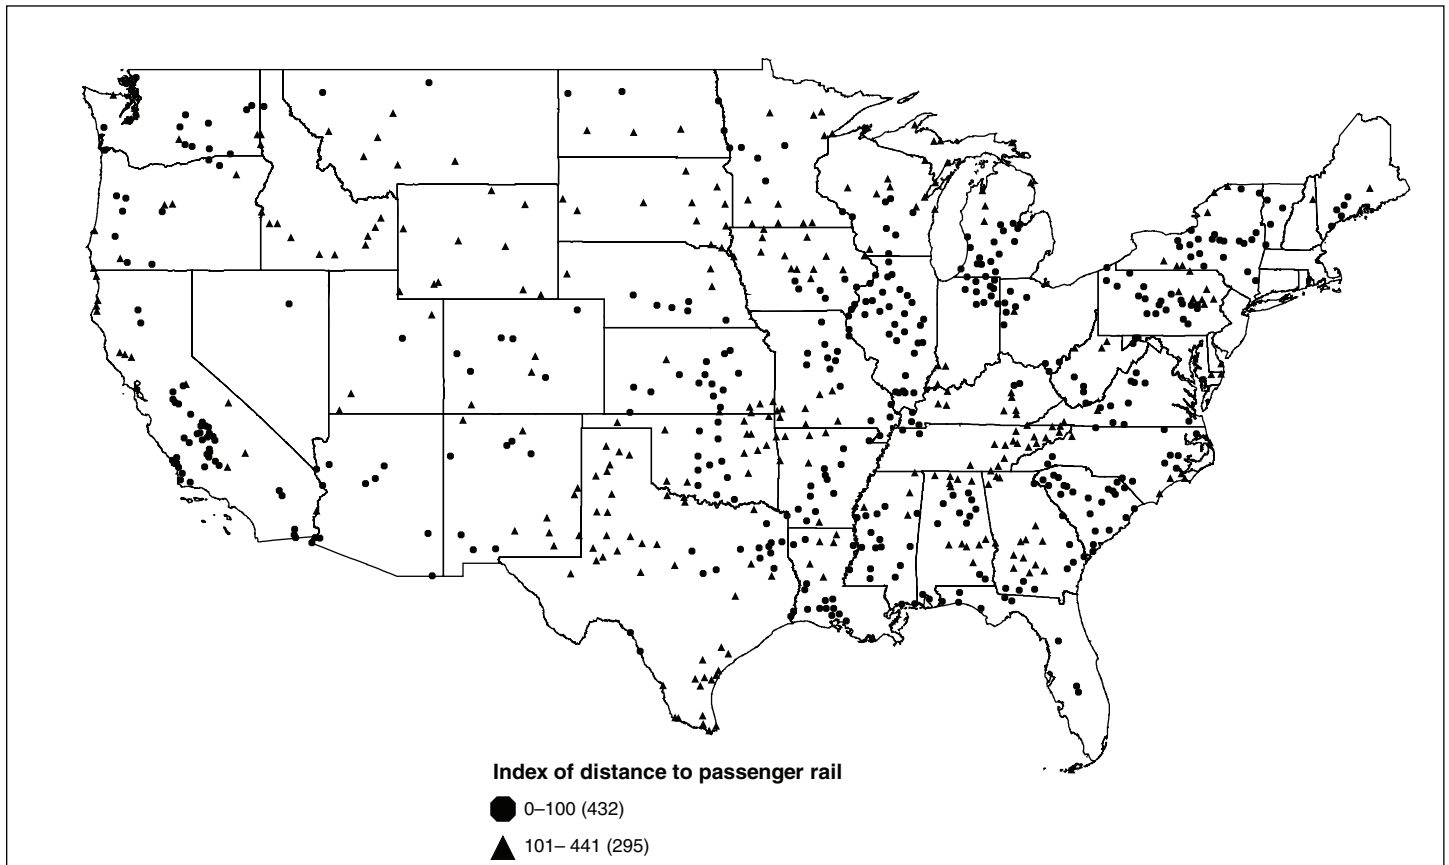 Index of distance to passenger rail
0–100 (432)
101– 441 (295)